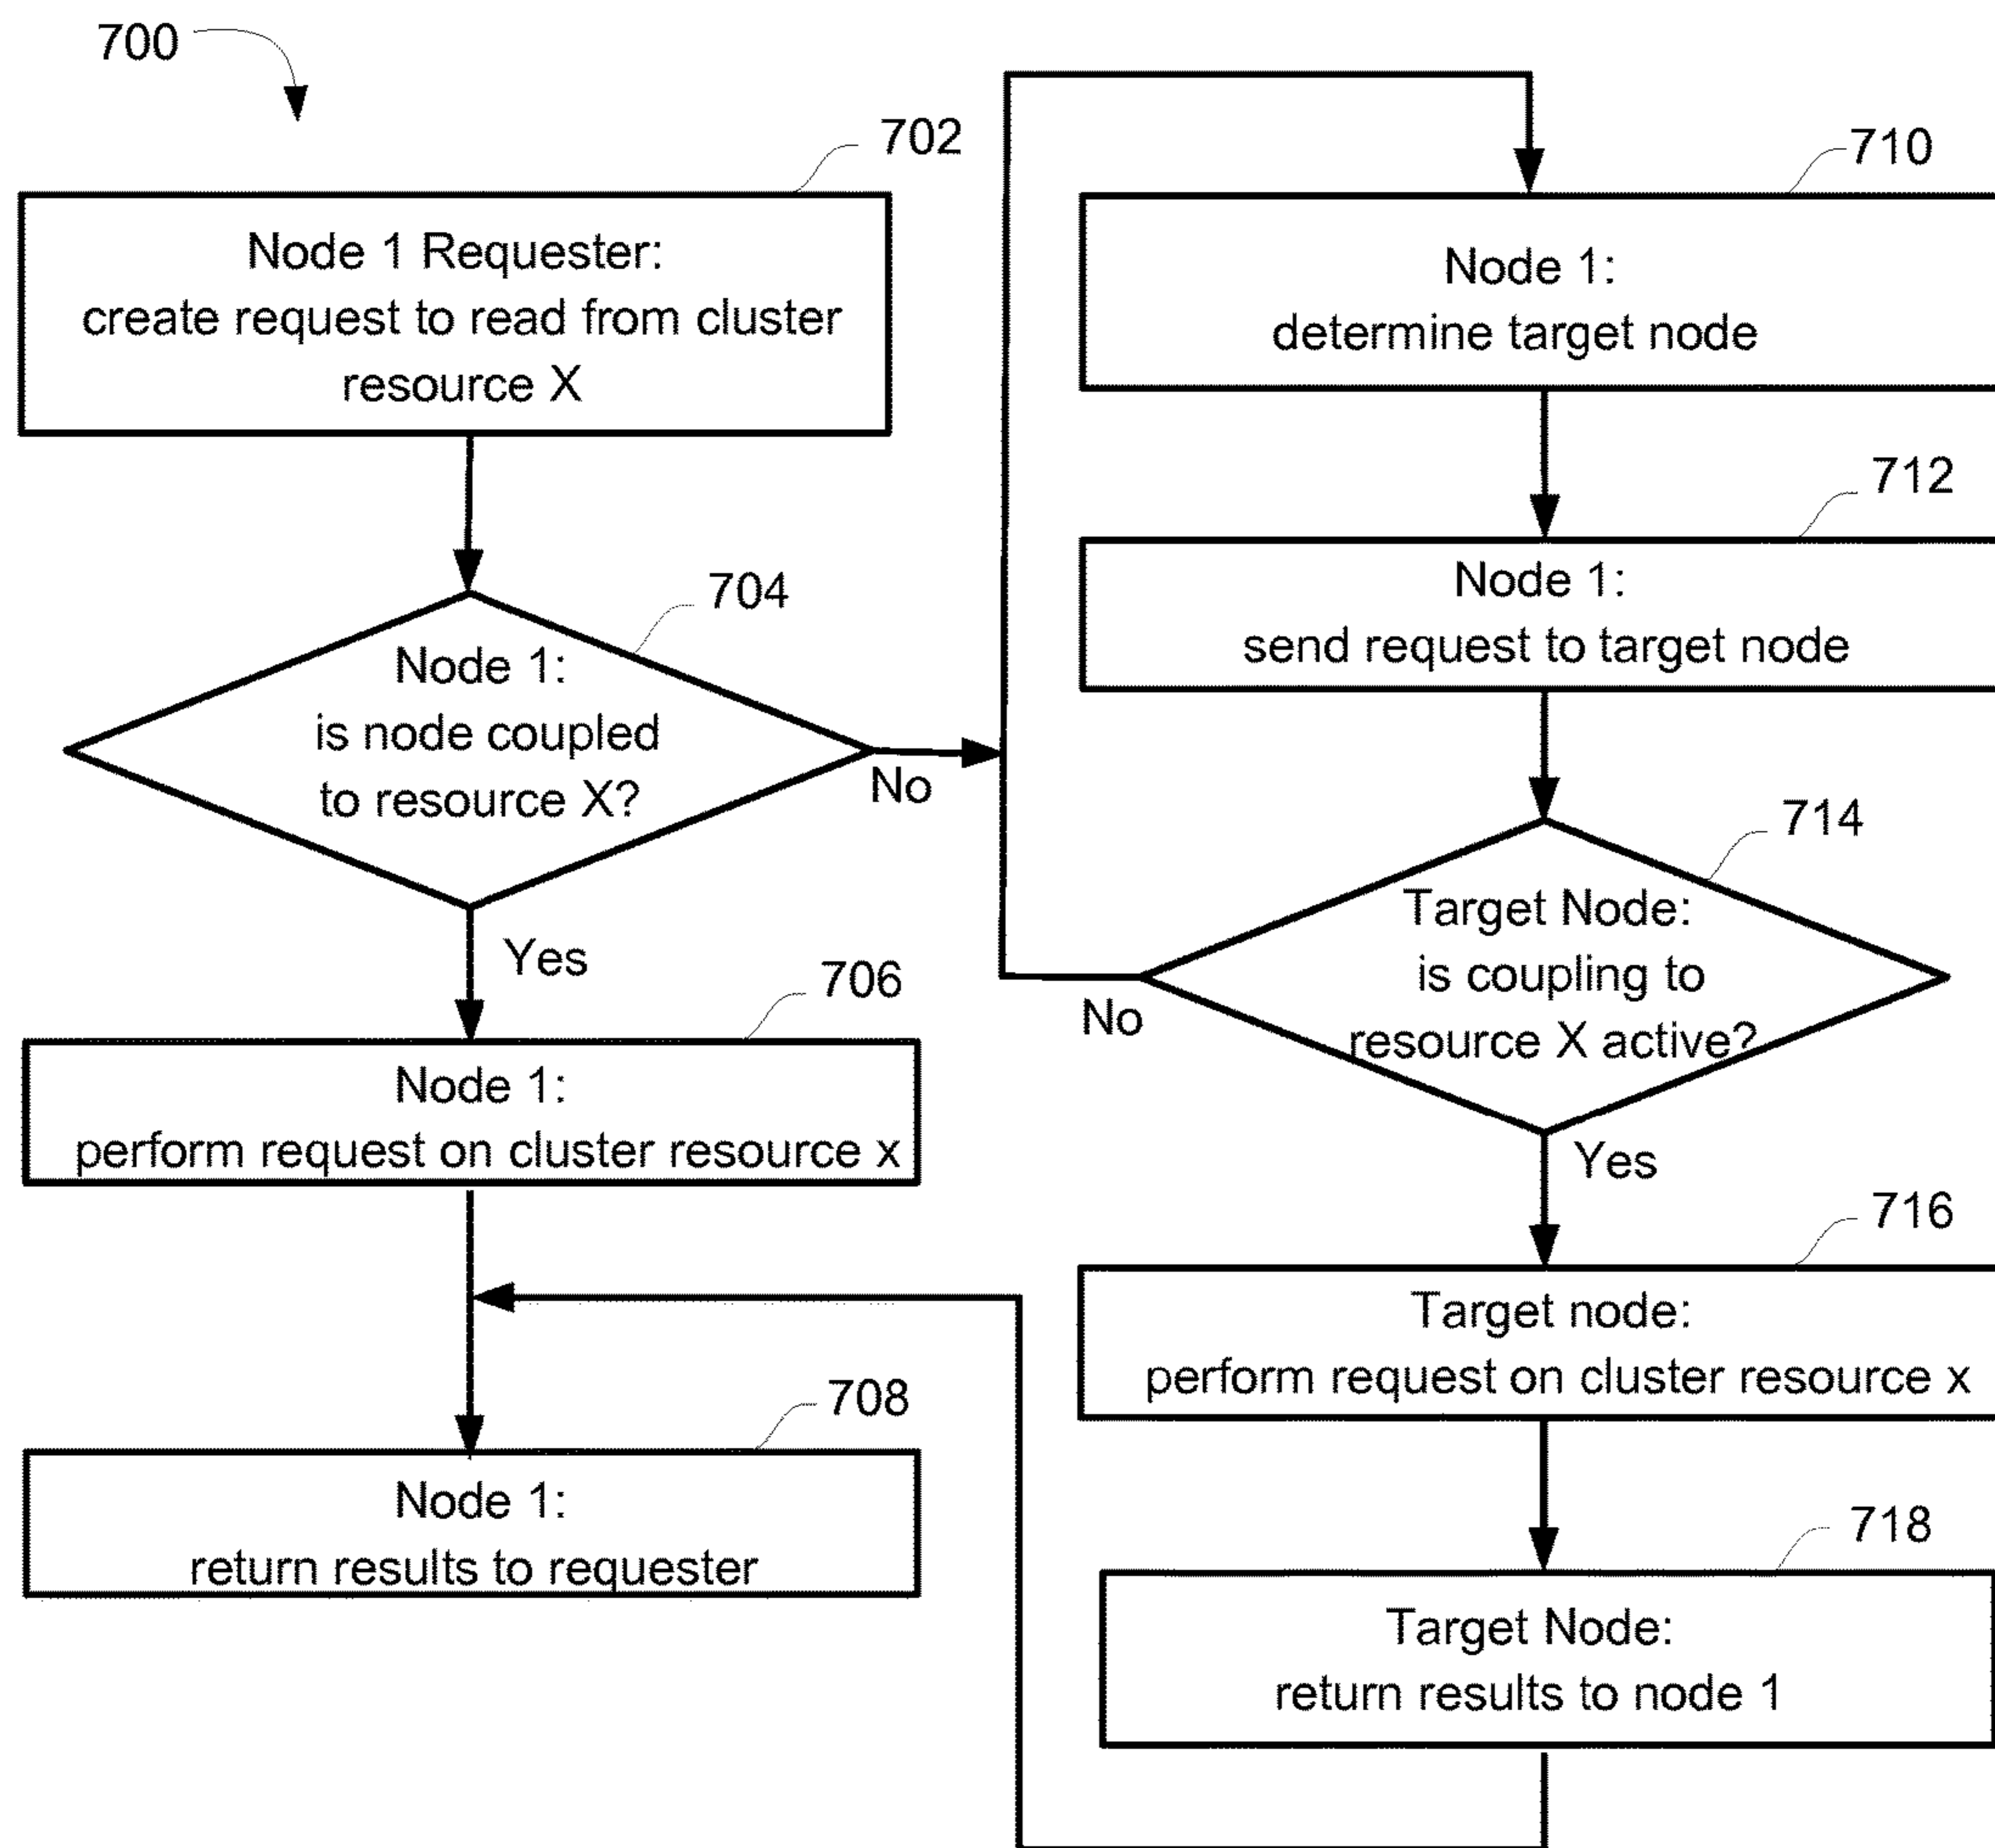 700
702
Node 1 Requester:
create request to read from cluster
resource X
704
Node 1:
is node coupled
to resource X?
No
Yes
706
Node 1:
perform request on cluster resource x
708
Node 1:
return results to requester
710
Node 1:
determine target node
712
Node 1:
send request to target node
714
Target Node:
is coupling to
resource X active?
No
Yes
716
Target node:
perform request on cluster resource x
718
Target Node:
return results to node 1